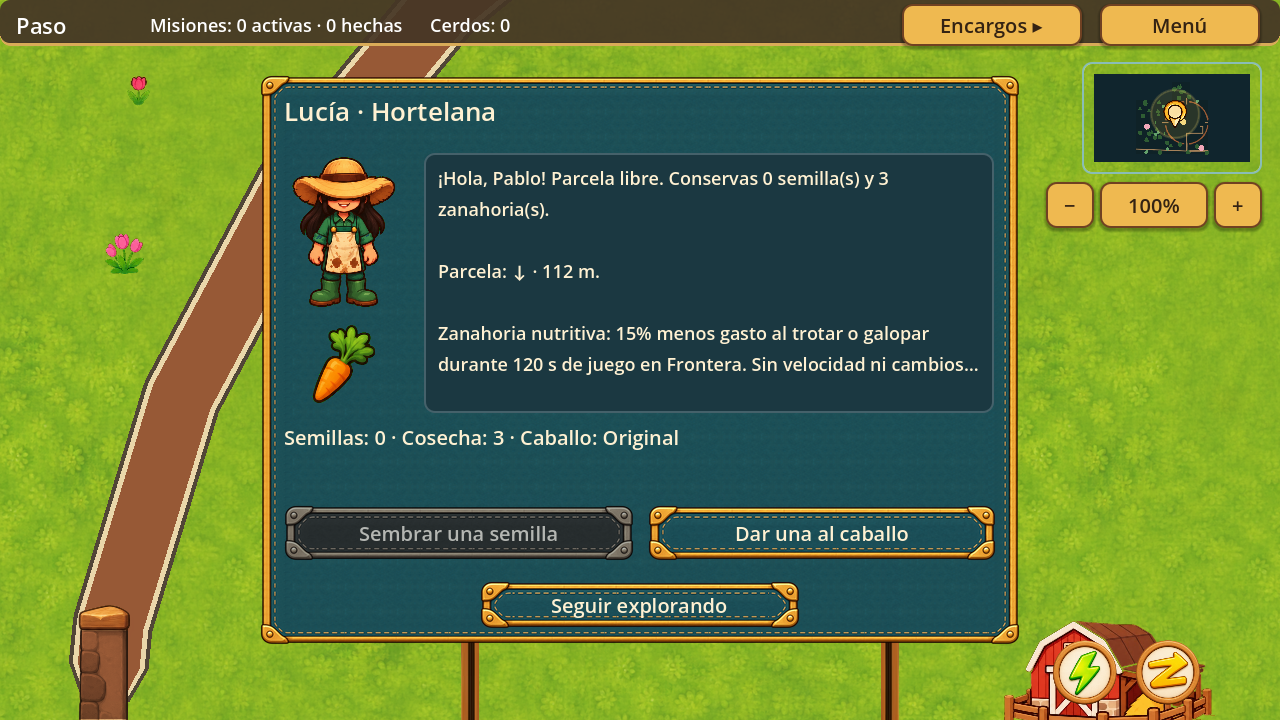 Paso
Misiones: 0 activas · 0 hechas
Cerdos: 0
Encargos ▸
Menú
Lucía · Hortelana
¡Hola, Pablo! Parcela libre. Conservas 0 semilla(s) y 3
zanahoria(s).
Parcela: ↓ · 112 m.
Zanahoria nutritiva: 15% menos gasto al trotar o galopar
durante 120 s de juego en Frontera. Sin velocidad ni cambios...
− 100% +
Semillas: 0 · Cosecha: 3 · Caballo: Original
Sembrar una semilla
Dar una al caballo
Seguir explorando